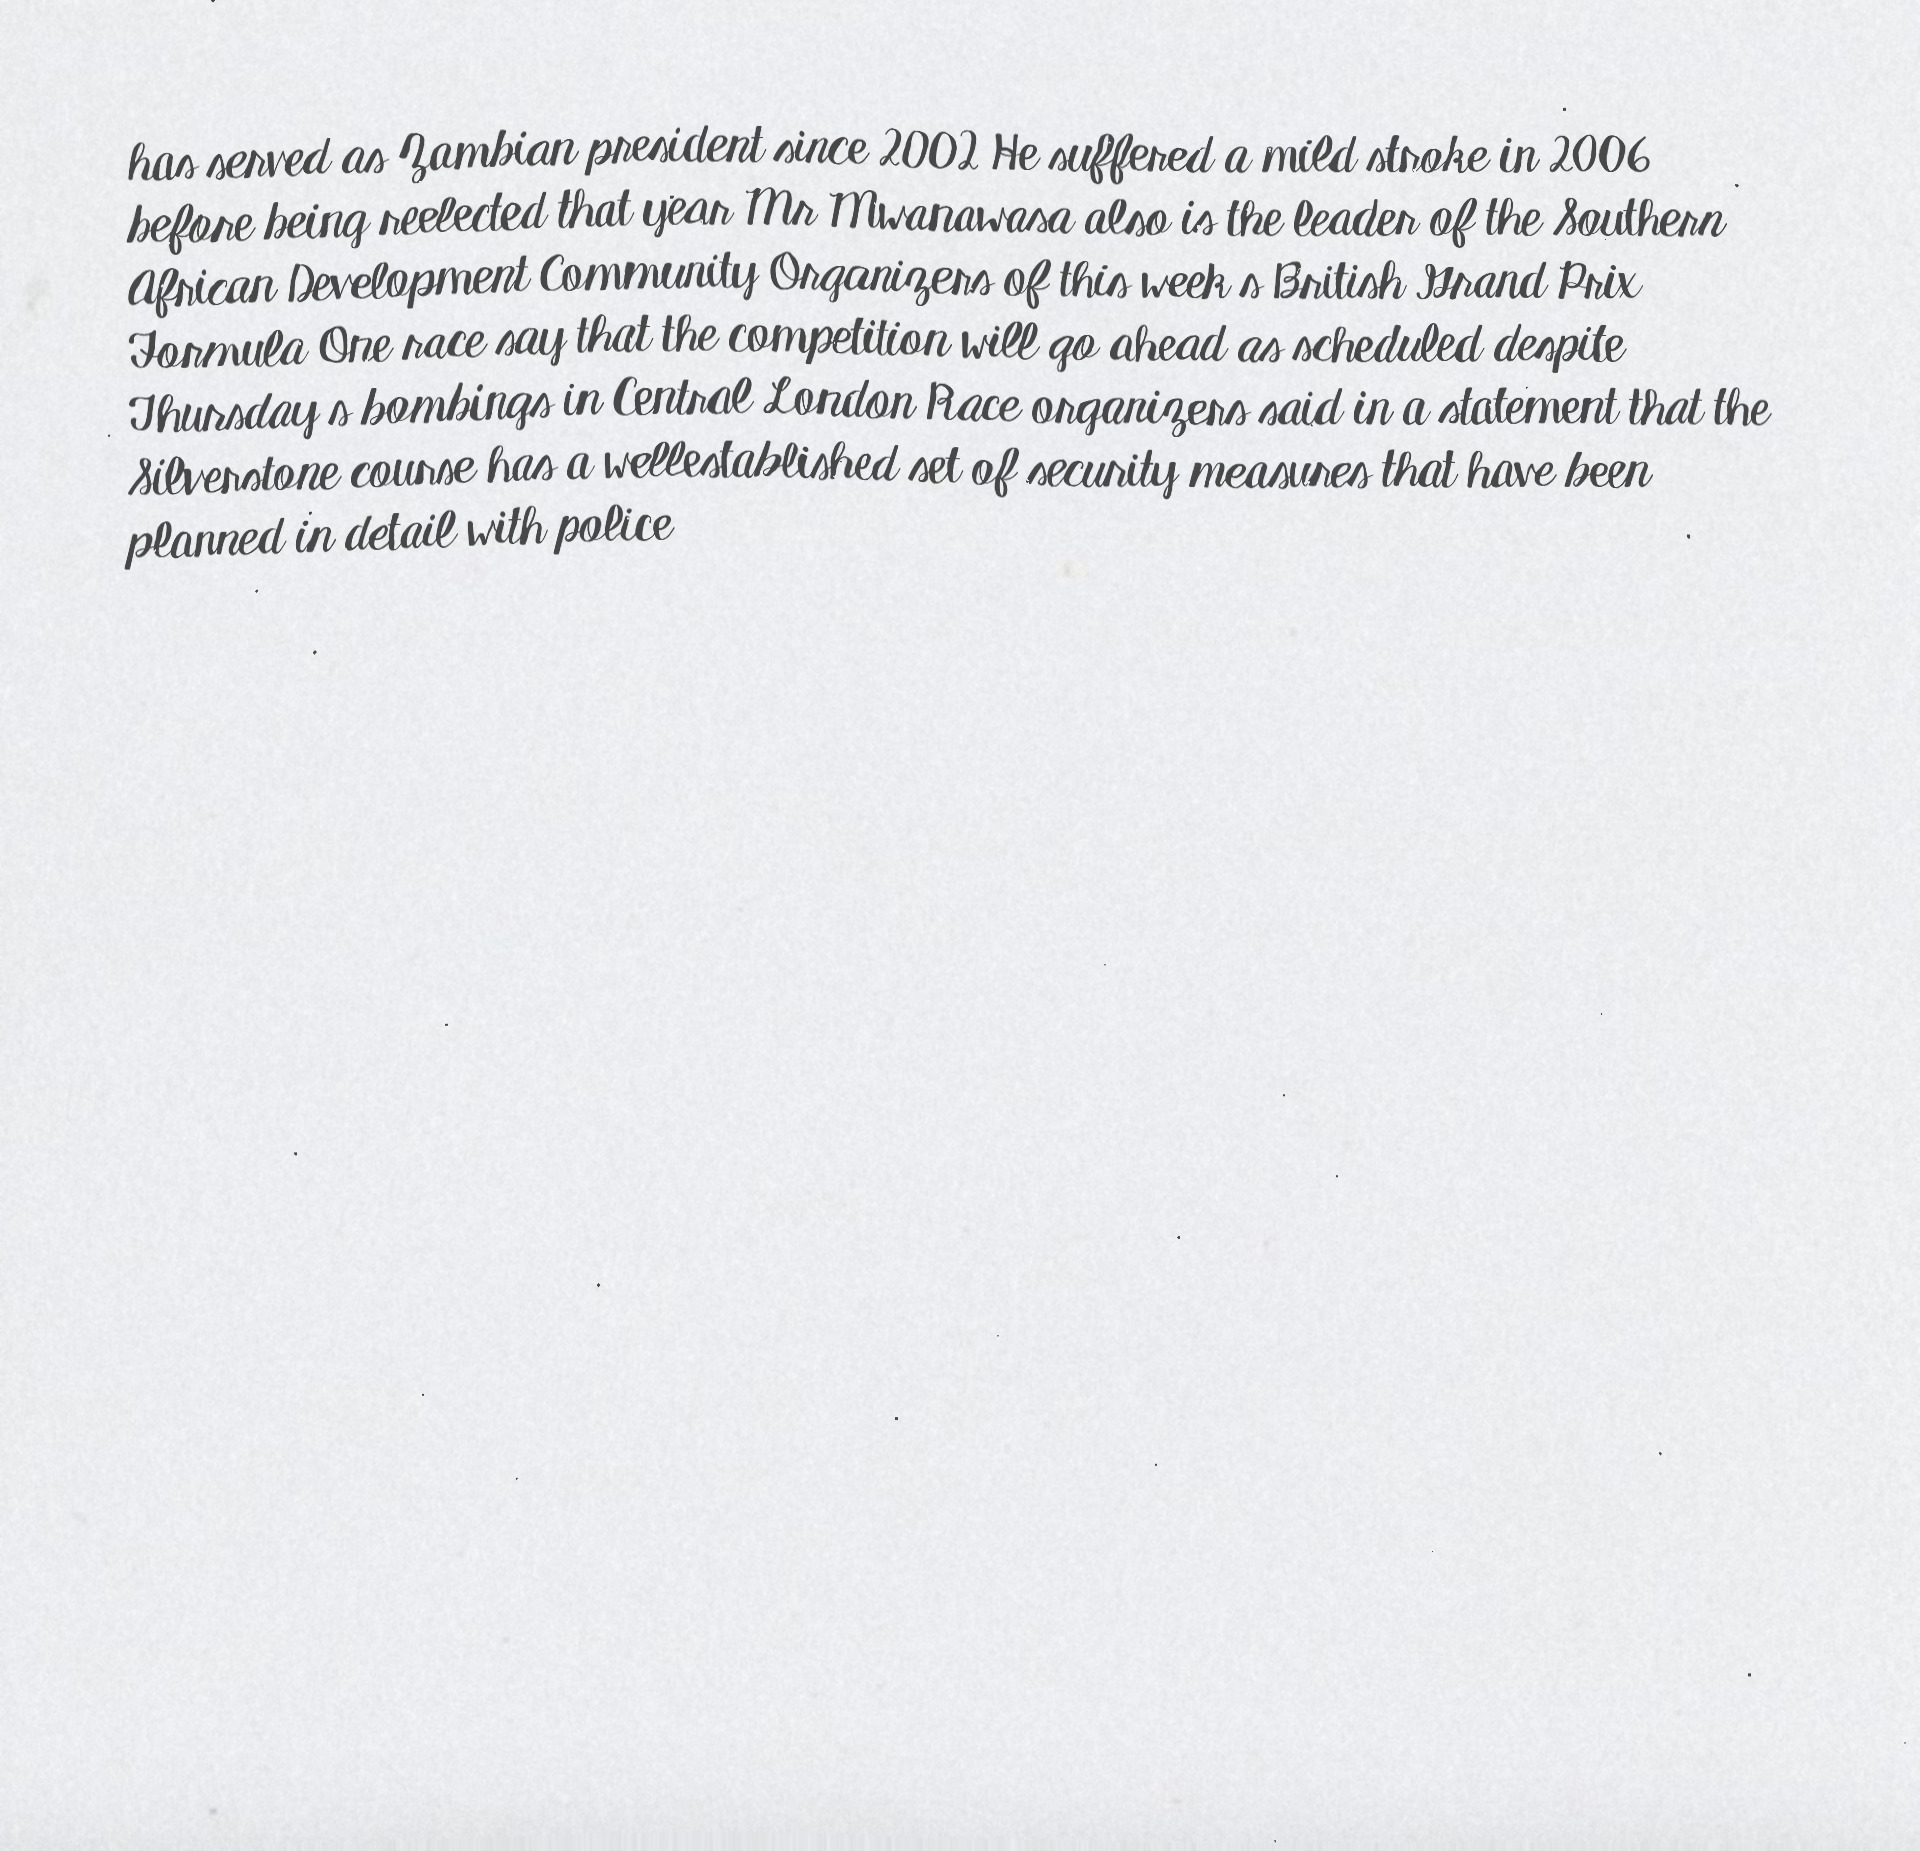 has served as Zambian president since 2002 He suffered a mild stroke in 2006
before being reelected that year Mr Mwanawasa also is the leader of the Southern
African Development Community Organizers of this week s British Grand Prix
Formula One race say that the competition will go ahead as scheduled despite
Thursday s bombings in Central London Race organizers said in a statement that the
Silverstone course has a wellestablished set of security measures that have been
planned in detail with police